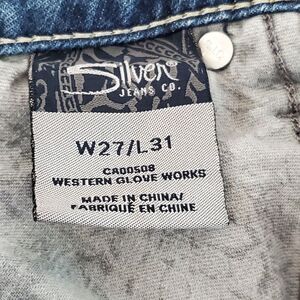 Silver
JEANS CO.
W27/L31
CA00508
WESTERN GLOVE WORKS
MADE IN CHINA/
FABRIQUÉ EN CHINE